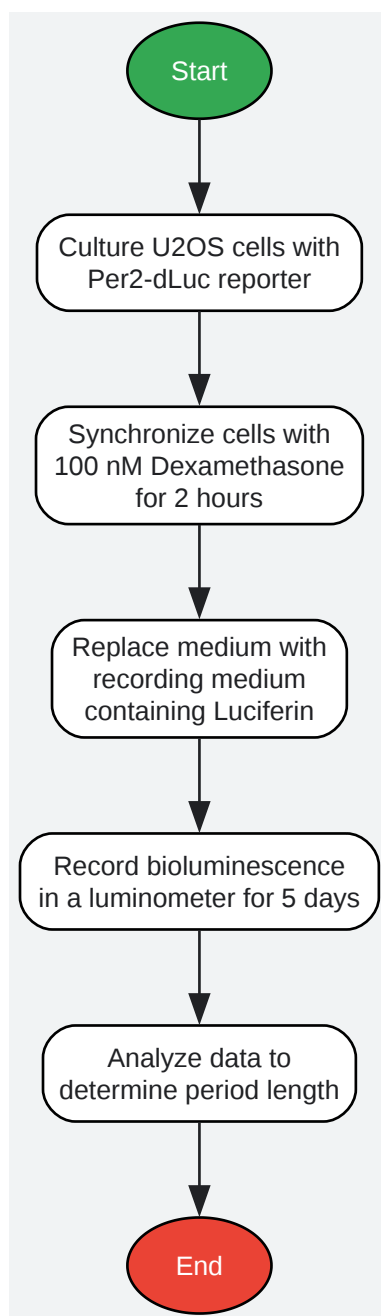 Start
Culture U2OS cells with
Per2-dLuc reporter
Synchronize cells with
100 nM Dexamethasone
for 2 hours
Replace medium with
recording medium
containing Luciferin
Record bioluminescence
in a luminometer for 5 days
Analyze data to
determine period length
End